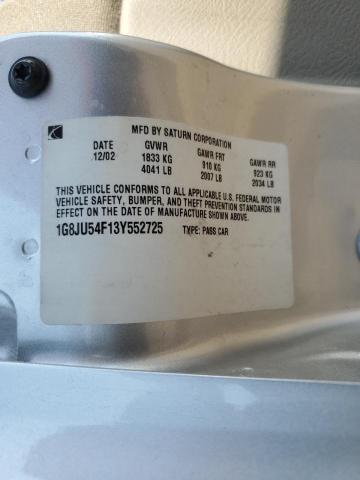 MFD BY SATURN CORPORATION
DATE GVWR GAWR FRT GAWR RR
12/02 1833 KG 910 KG 923 KG
4041 LB 2007 LB 2034 LB
THIS VEHICLE CONFORMS TO ALL APPLICABLE U.S. FEDERAL MOTOR
VEHICLE SAFETY, BUMPER, AND THEFT PREVENTION STANDARDS IN
EFFECT ON THE DATE OF MANUFACTURE SHOWN ABOVE.
1G8JU54F13Y552725 TYPE: PASS CAR